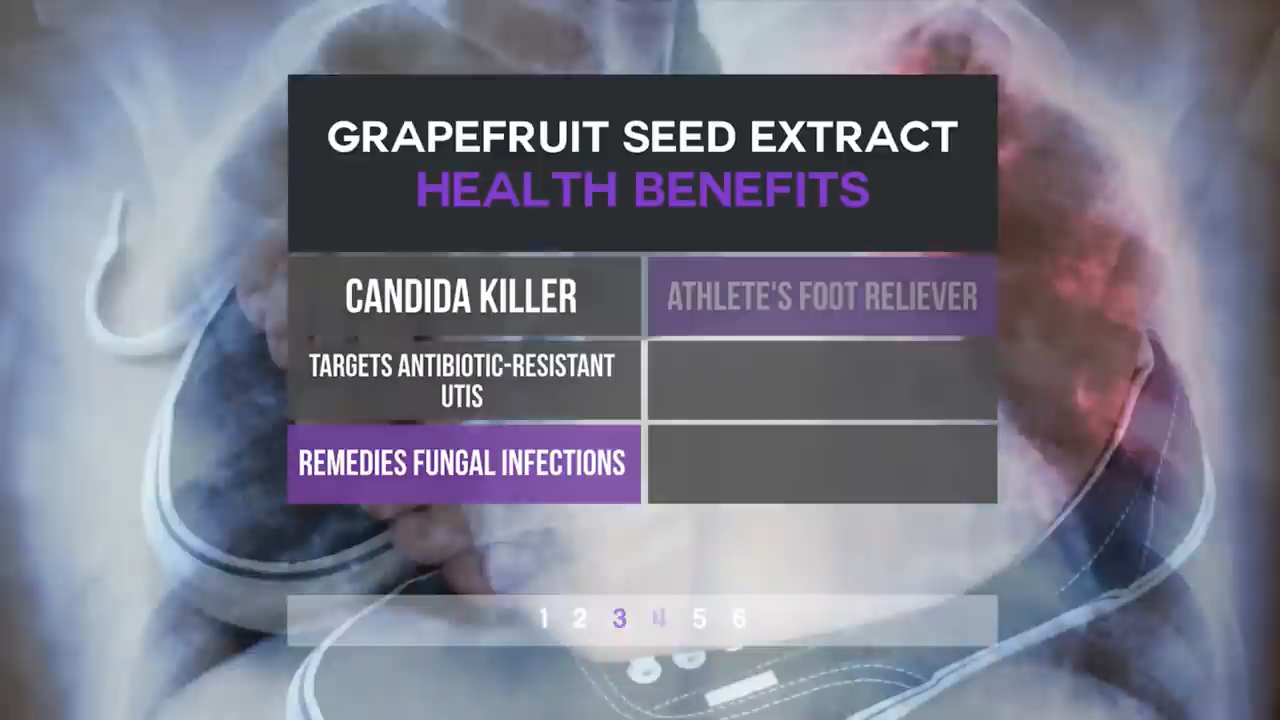 GRAPEFRUIT SEED EXTRACT
HEALTH BENEFITS
CANDIDA KILLER
ATHLETE'S FOOT RELIEVER
TARGETS ANTIBIOTIC-RESISTANT
UTIS
REMEDIES FUNGAL INFECTIONS
1 2 3 4 5 6